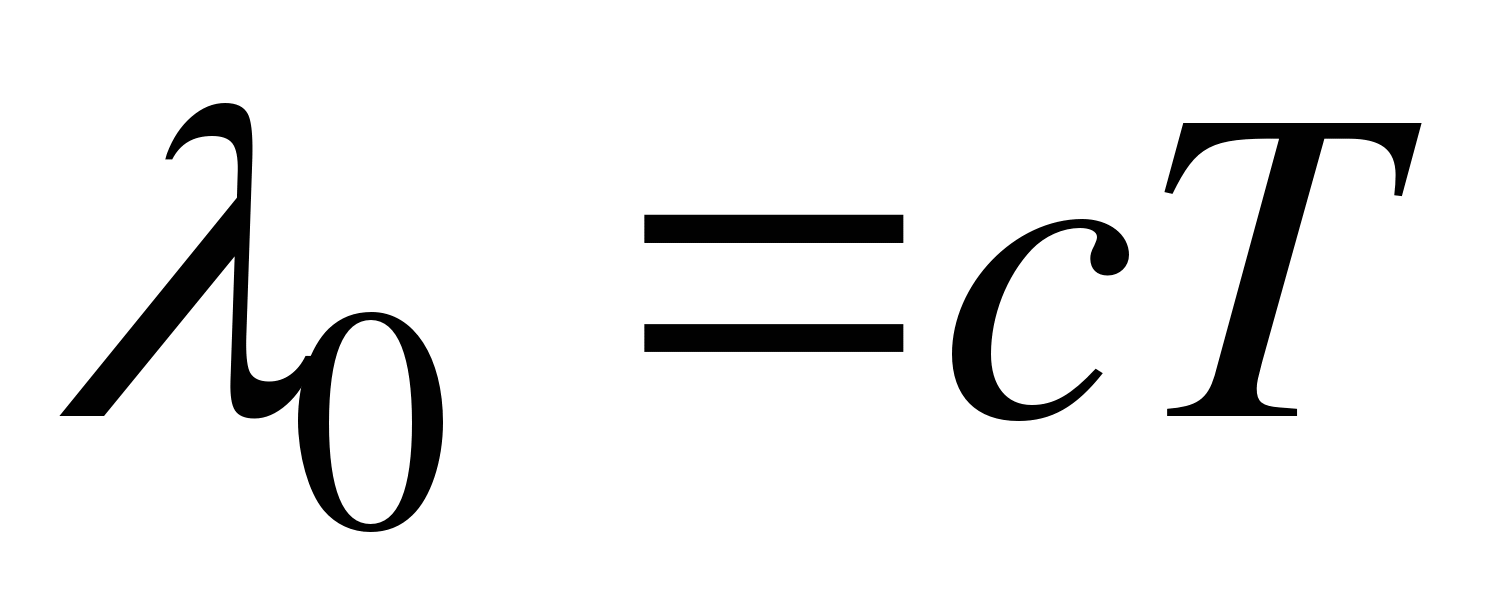 λ₀ = cT